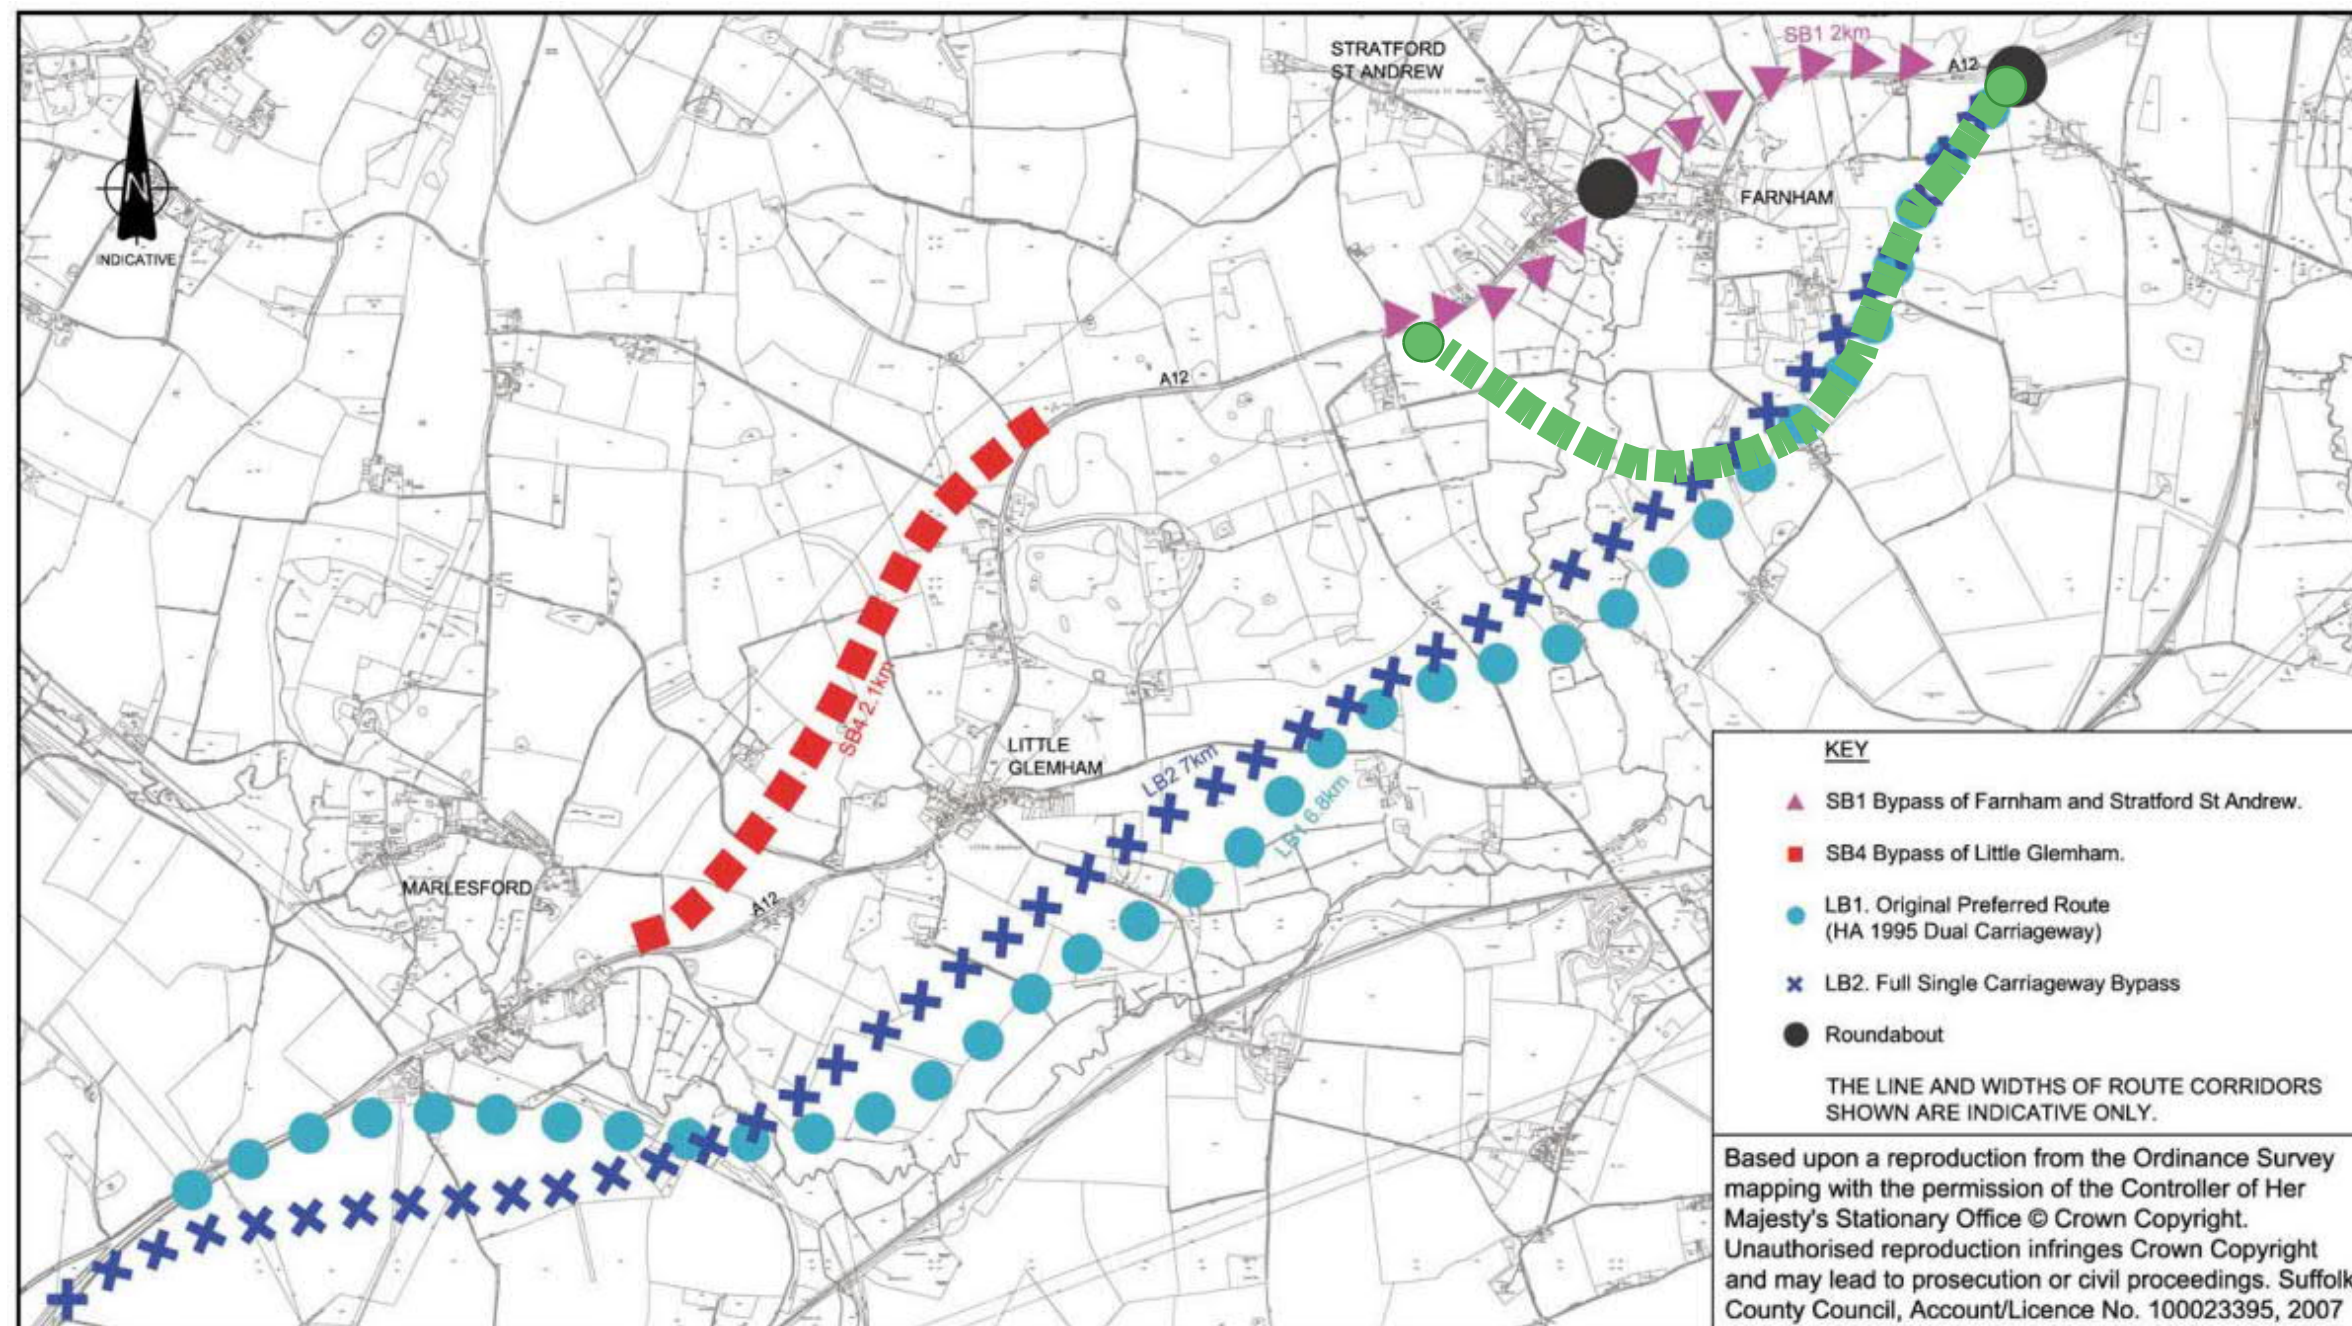 SB1 2km
STRATFORD
ST ANDREW
A12
FARNHAM
N
INDICATIVE
A12
SB4 2.1km
LITTLE
GLEMHAM
LB2 7km
LB1 6.8km
MARLESFORD
A12
KEY
SB1 Bypass of Farnham and Stratford St Andrew.
SB4 Bypass of Little Glemham.
LB1. Original Preferred Route
(HA 1995 Dual Carriageway)
LB2. Full Single Carriageway Bypass
Roundabout
THE LINE AND WIDTHS OF ROUTE CORRIDORS
SHOWN ARE INDICATIVE ONLY.
Based upon a reproduction from the Ordinance Survey
mapping with the permission of the Controller of Her
Majesty's Stationary Office © Crown Copyright.
Unauthorised reproduction infringes Crown Copyright
and may lead to prosecution or civil proceedings. Suffolk
County Council, Account/Licence No. 100023395, 2007